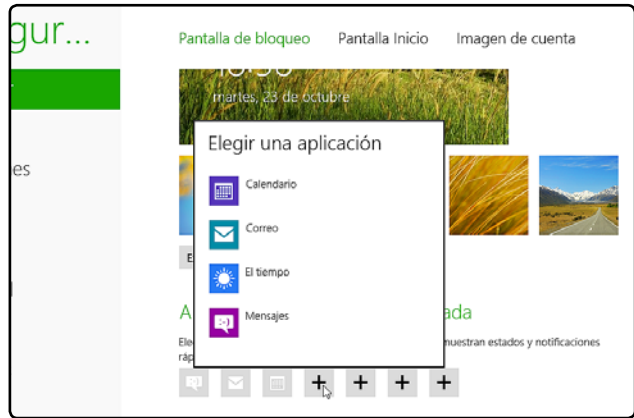 gur...
Pantalla de bloqueo Pantalla Inicio Imagen de cuenta
martes, 23 de octubre
Elegir una aplicación
es
Calendario
Correo
E
El tiempo
Mensajes
A
ada
Ele
muestran estados y notificaciones
ráp